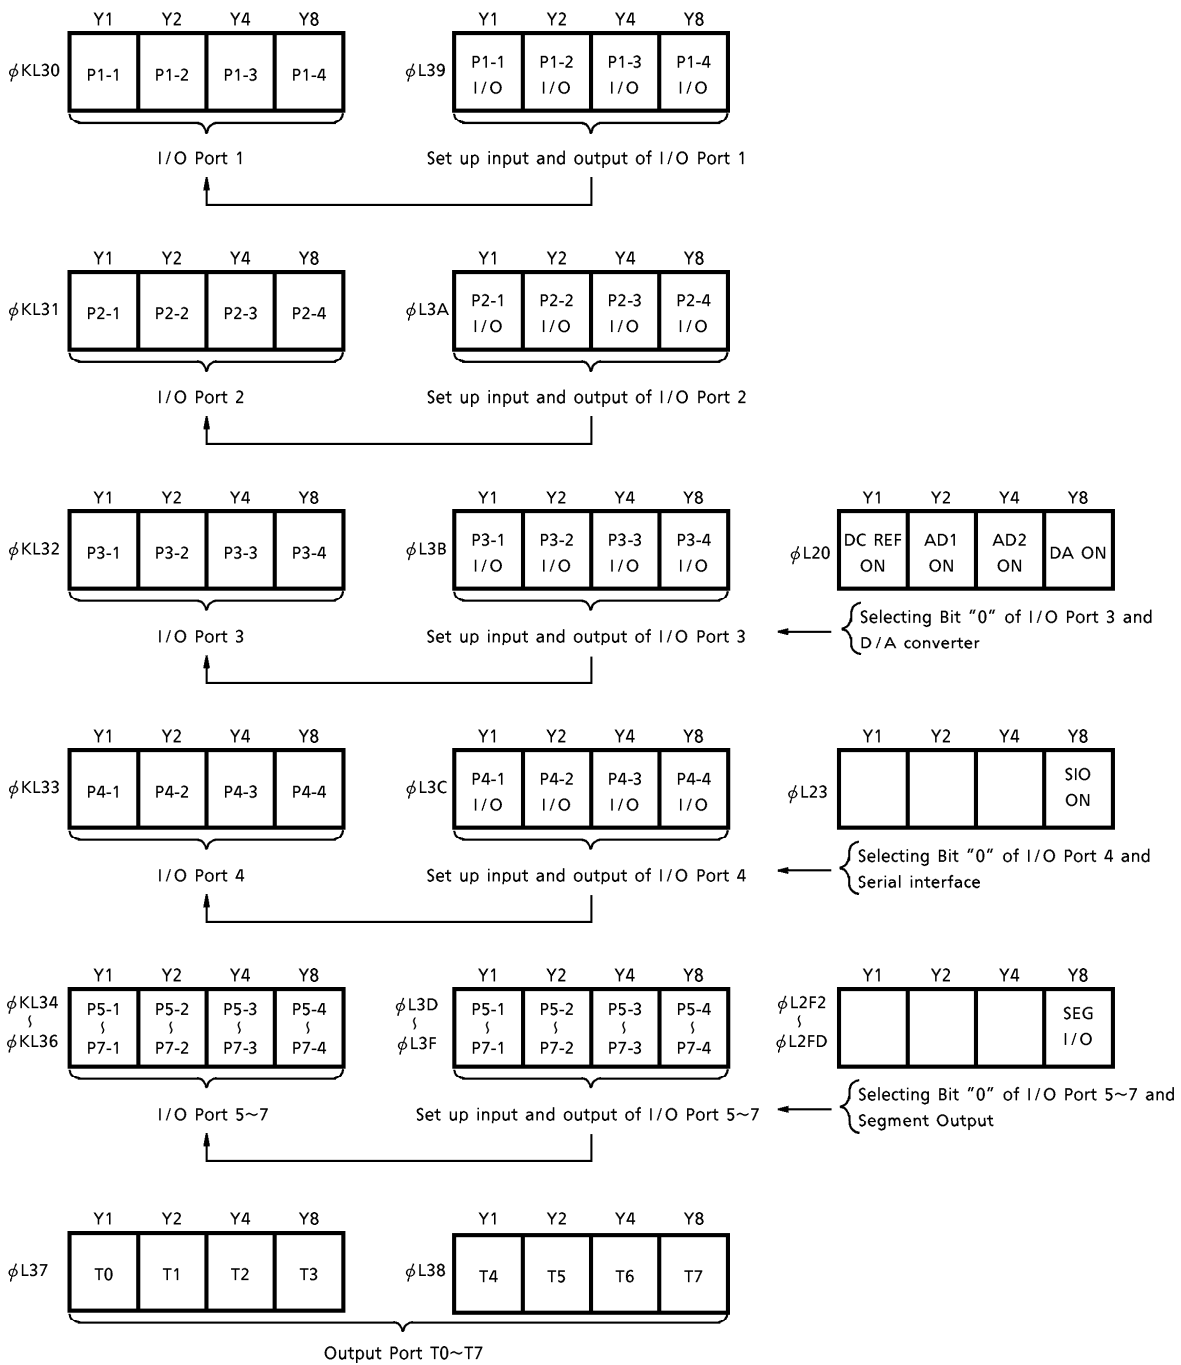 Y1 Y2 Y4 Y8 Y1 Y2 Y4 Y8
ϕKL30 P1-1 P1-2 P1-3 P1-4 ϕL39 P1-1 I/O P1-2 I/O P1-3 I/O P1-4 I/O
I/O Port 1 Set up input and output of I/O Port 1
Y1 Y2 Y4 Y8 Y1 Y2 Y4 Y8
ϕKL31 P2-1 P2-2 P2-3 P2-4 ϕL3A P2-1 I/O P2-2 I/O P2-3 I/O P2-4 I/O
I/O Port 2 Set up input and output of I/O Port 2
Y1 Y2 Y4 Y8 Y1 Y2 Y4 Y8 Y1 Y2 Y4 Y8
ϕKL32 P3-1 P3-2 P3-3 P3-4 ϕL3B P3-1 I/O P3-2 I/O P3-3 I/O P3-4 I/O ϕL20 DC REF ON AD1 ON AD2 ON DA ON
I/O Port 3 Set up input and output of I/O Port 3 Selecting Bit "0" of I/O Port 3 and
D/A converter
Y1 Y2 Y4 Y8 Y1 Y2 Y4 Y8 Y1 Y2 Y4 Y8
ϕKL33 P4-1 P4-2 P4-3 P4-4 ϕL3C P4-1 I/O P4-2 I/O P4-3 I/O P4-4 I/O ϕL23 SIO ON
I/O Port 4 Set up input and output of I/O Port 4 Selecting Bit "0" of I/O Port 4 and
Serial interface
Y1 Y2 Y4 Y8 Y1 Y2 Y4 Y8 Y1 Y2 Y4 Y8
ϕKL34 P5-1 P5-2 P5-3 P5-4 ϕL3D P5-1 P5-2 P5-3 P5-4 ϕL2F2 SEG
~ ~ ~ ~ ~ ~ ~ ~ ~ ~ ~
ϕKL36 P7-1 P7-2 P7-3 P7-4 ϕL3F P7-1 P7-2 P7-3 P7-4 ϕL2FD I/O
I/O Port 5~7 Set up input and output of I/O Port 5~7 Selecting Bit "0" of I/O Port 5~7 and
Segment Output
Y1 Y2 Y4 Y8 Y1 Y2 Y4 Y8
ϕL37 T0 T1 T2 T3 ϕL38 T4 T5 T6 T7
Output Port T0~T7